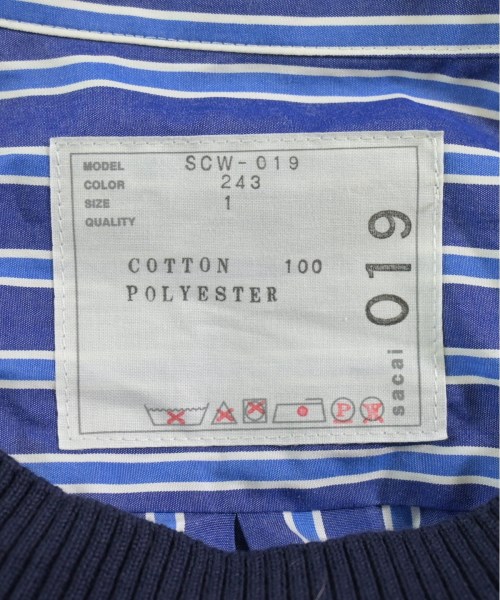 MODEL SCW-019
COLOR 243
SIZE 1
QUALITY
COTTON 100
POLYESTER
sacai 019
P W